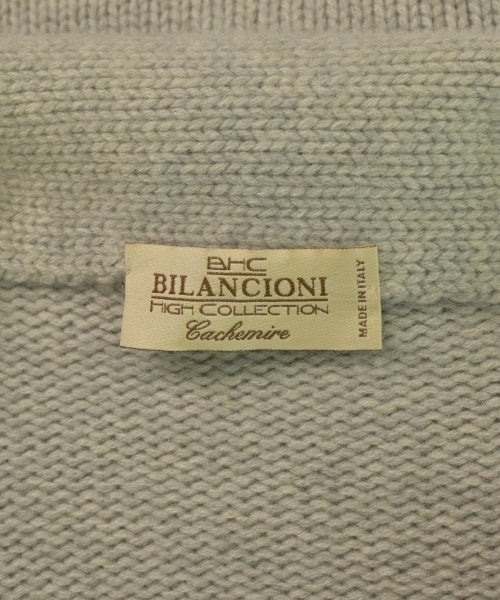 BHC
BILANCIONI
HIGH COLLECTION
Cachemire
MADE IN ITALY